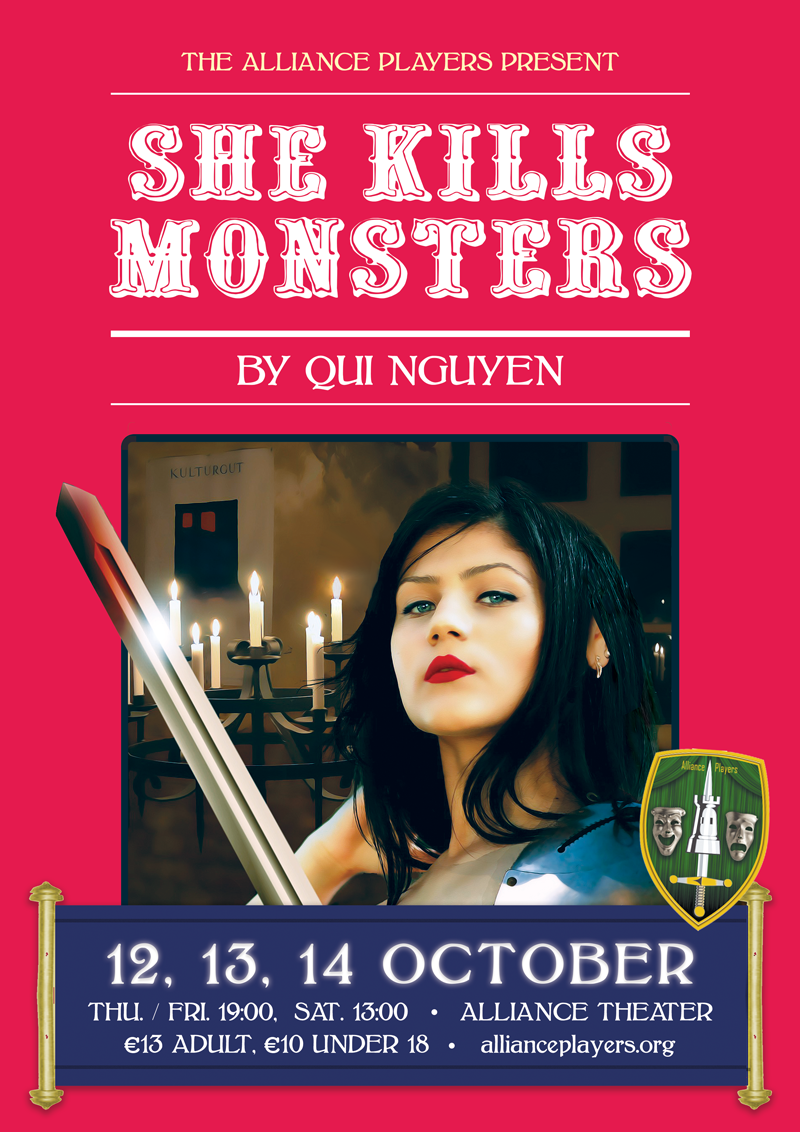 THE ALLIANCE PLAYERS PRESENT
SHE KILLS
MONSTERS
BY QUI NGUYEN
KULTURGUT
Alliance Players
12, 13, 14 OCTOBER
THU. / FRI. 19:00, SAT. 13:00 • ALLIANCE THEATER
€13 ADULT, €10 UNDER 18 • allianceplayers.org